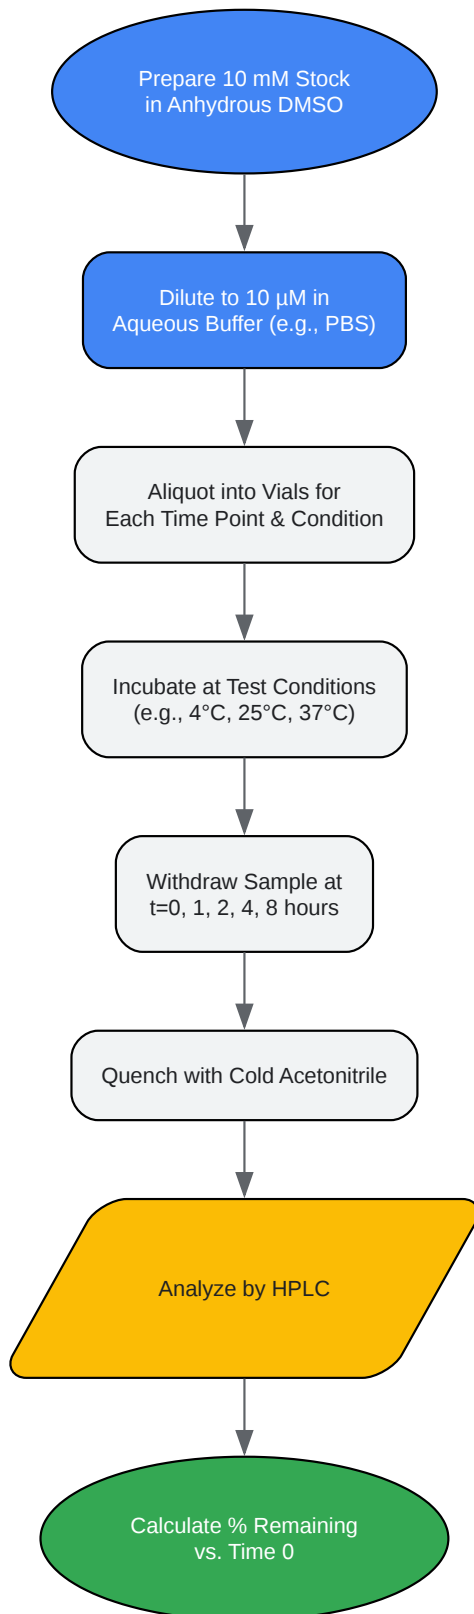 Prepare 10 mM Stock
in Anhydrous DMSO
Dilute to 10 µM in
Aqueous Buffer (e.g., PBS)
Aliquot into Vials for
Each Time Point & Condition
Incubate at Test Conditions
(e.g., 4°C, 25°C, 37°C)
Withdraw Sample at
t=0, 1, 2, 4, 8 hours
Quench with Cold Acetonitrile
Analyze by HPLC
Calculate % Remaining
vs. Time 0